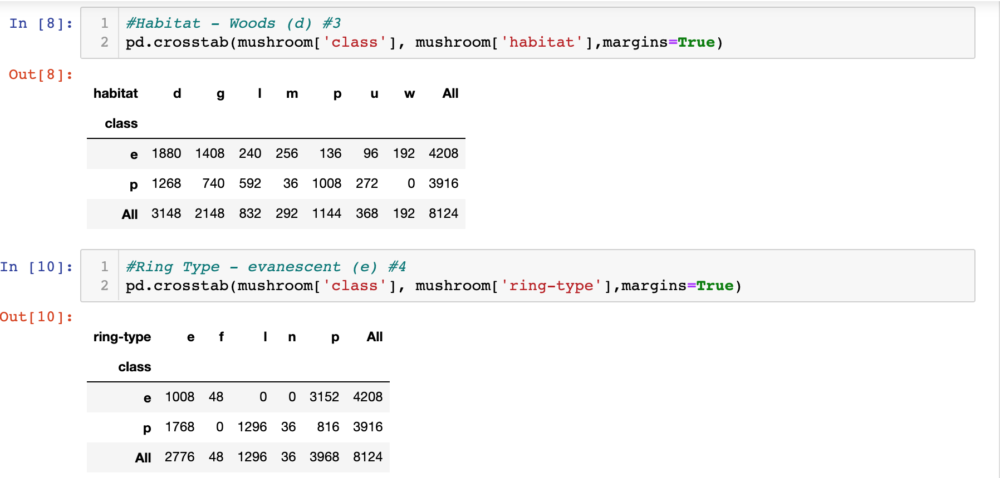 In [8]:
1 #Habitat - Woods (d) #3
2 pd.crosstab(mushroom['class'], mushroom['habitat'],margins=True)
Out[8]:
habitat d g l m p u w All
class
e 1880 1408 240 256 136 96 192 4208
p 1268 740 592 36 1008 272 0 3916
All 3148 2148 832 292 1144 368 192 8124
In [10]:
1 #Ring Type - evanescent (e) #4
2 pd.crosstab(mushroom['class'], mushroom['ring-type'],margins=True)
Out[10]:
ring-type e f l n p All
class
e 1008 48 0 0 3152 4208
p 1768 0 1296 36 816 3916
All 2776 48 1296 36 3968 8124